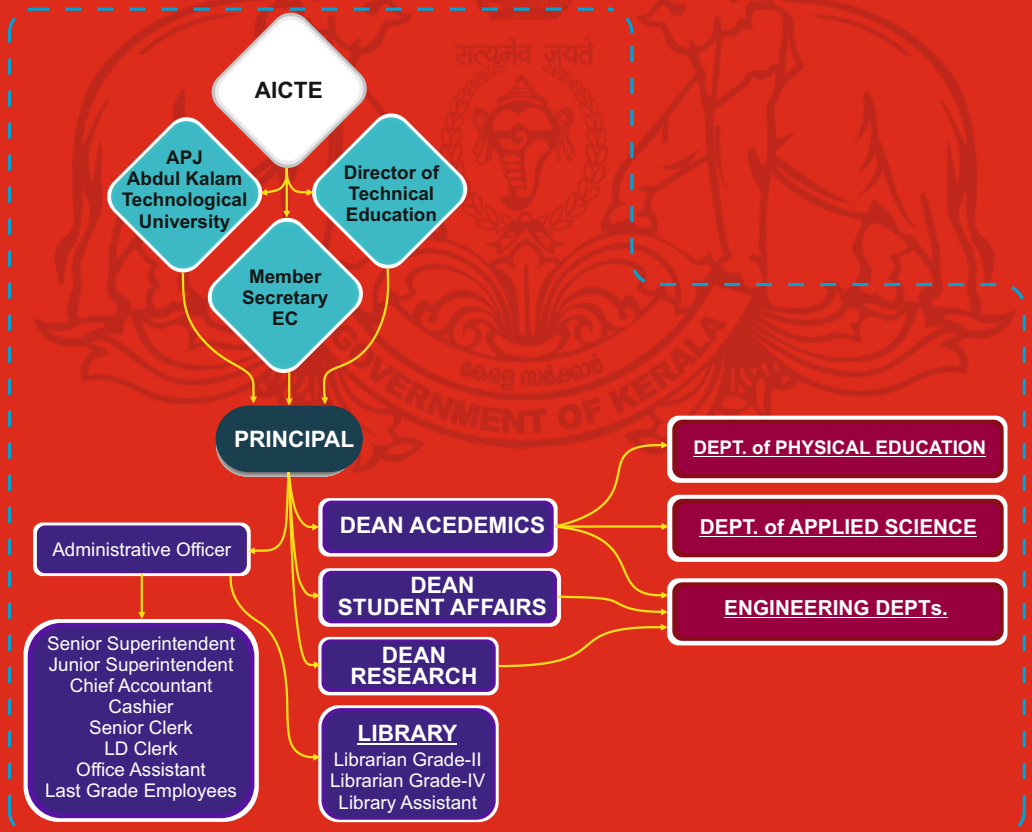 सत्यमेव जयते
AICTE
APJ
Abdul Kalam
Technological
University
Director of
Technical
Education
Member
Secretary
EC
കേരള സർക്കാർ
GOVERNMENT OF KERALA
PRINCIPAL
DEPT. of PHYSICAL EDUCATION
DEAN ACEDEMICS
DEPT. of APPLIED SCIENCE
Administrative Officer
DEAN
STUDENT AFFAIRS
ENGINEERING DEPTs.
Senior Superintendent
Junior Superintendent
Chief Accountant
Cashier
Senior Clerk
LD Clerk
Office Assistant
Last Grade Employees
DEAN
RESEARCH
LIBRARY
Librarian Grade-II
Librarian Grade-IV
Library Assistant